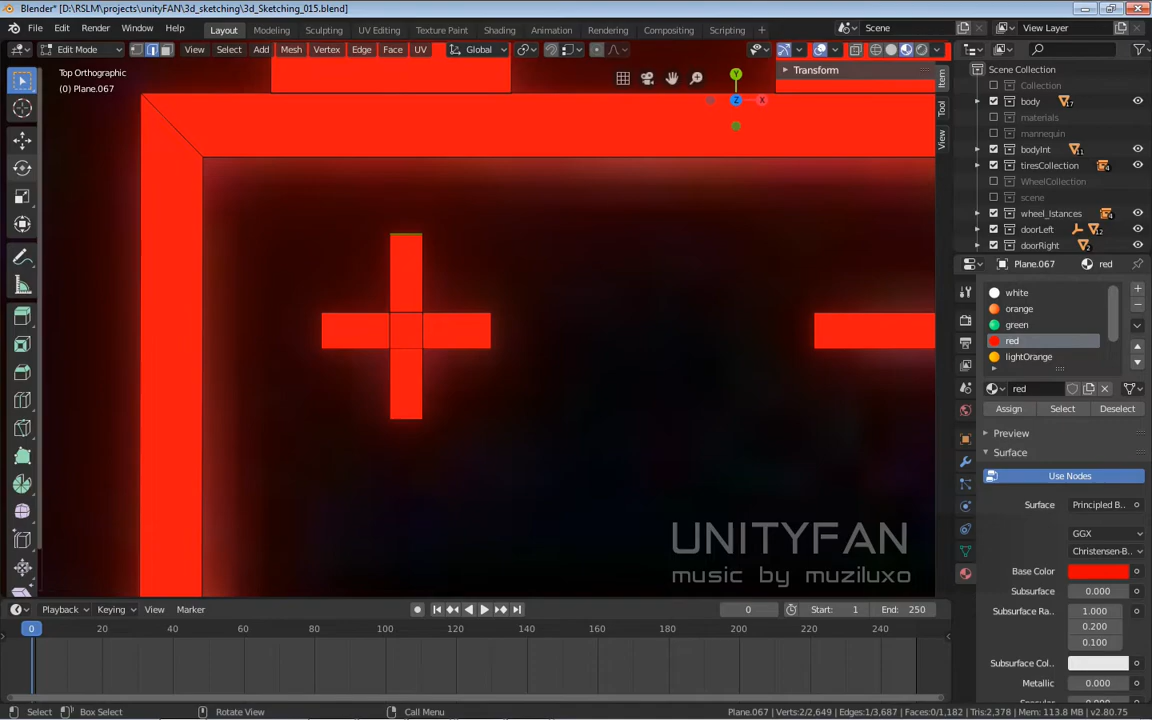 Blender* [D:\RSLM\projects\unityFAN\3d_sketching\3d_Sketching_015.blend]
File Edit Render Window Help Layout Sculpting UV Editing Texture Paint Shading Animation Rendering Compositing Scripting + Scene View Layer
Edit Mode View Select Add Mesh Vertex Edge Face UV Global
Top Orthographic
(0) Plane.067
Transform
Item
Tool
View
Y
Z X
Scene Collection
Collection
body 17
materials
mannequin
bodyInt 11
tiresCollection 4
WheelCollection
scene
wheel_Istances 4
doorLeft 12
doorRight 2
Plane.067 red
white
orange
green
red
lightOrange
red
Assign Select Deselect
Preview
Surface
Use Nodes
Surface Principled B..
GGX
Christensen-B..
Base Color
Subsurface 0.000
Subsurface Ra.. 1.000
0.200
0.100
Subsurface Col..
Metallic 0.000
UNITYFAN
music by muziluxo
Playback Keying View Marker 0 Start: 1 End: 250
0 20 40 60 80 100 120 140 160 180 200 220 240
Select Box Select Rotate View Call Menu Plane.067 | Verts:2/2,649 | Edges:1/3,687 | Faces:0/1,182 | Tris:2,378 | Mem: 113.8 MB | v2.80.75